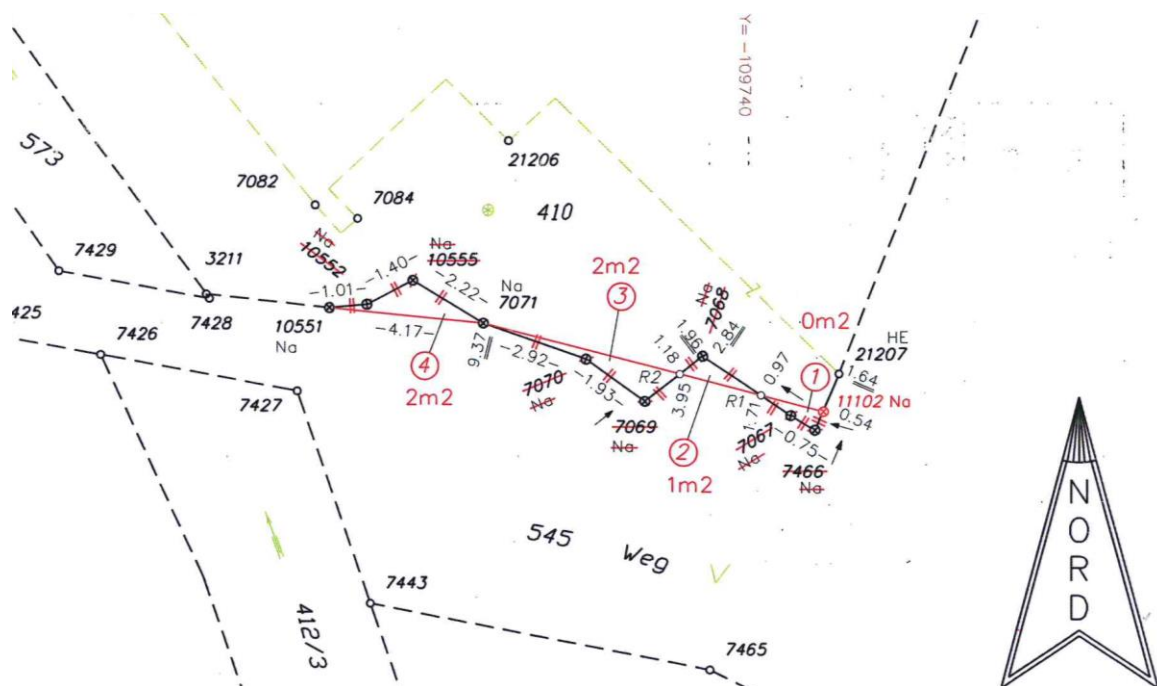 Y= -109740
573
7082
21206
7084
410
7429
3211
Na
10552
Na
10555
-1.40-
-2.22-
-1.01-
Na
7071
2m2
3
Na
7068
0m2
HE
21207
425
7426
7428
10551
Na
-4.17-
9.37
-2.92-
1.18
1.96
2.84
0.97
1
1.64
11102 Na
4
2m2
7070
Na
-1.93-
R2
3.95
R1
1.71
0.54
7427
7069
Na
2
1m2
7067
Na
-0.75-
7466
Na
545 Weg
412/3
7443
7465
NORD